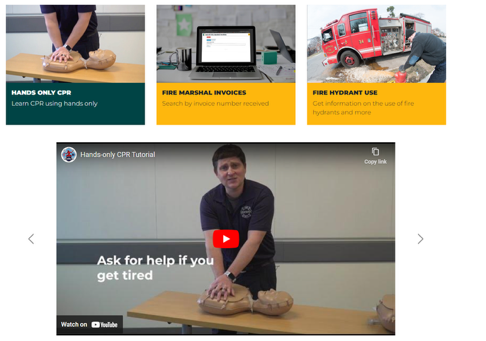 HANDS ONLY CPR
Learn CPR using hands only
FIRE MARSHAL INVOICES
Search by invoice number received
FIRE HYDRANT USE
Get information on the use of fire
hydrants and more
Hands-only CPR Tutorial
Copy link
Ask for help if you
get tired
Watch on YouTube